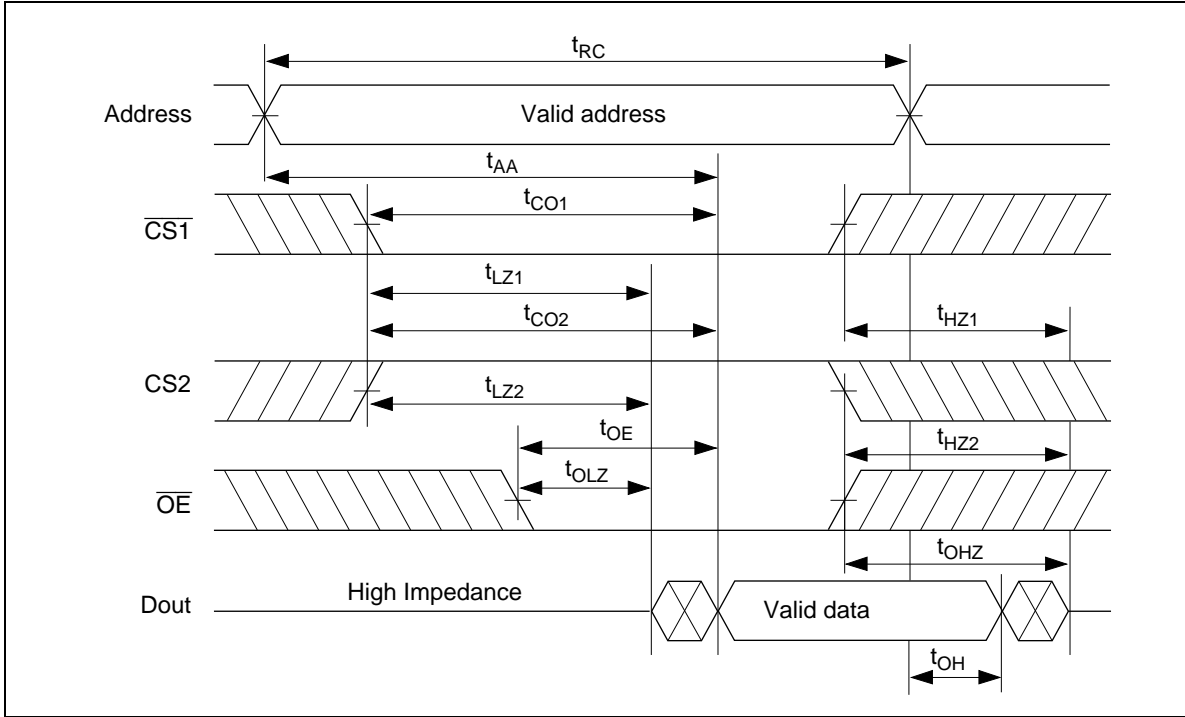 tRC
Address
Valid address
tAA
tCO1
CS1
tLZ1
tCO2
tHZ1
CS2
tLZ2
tOE
tHZ2
tOLZ
OE
tOHZ
High Impedance
Dout
Valid data
tOH